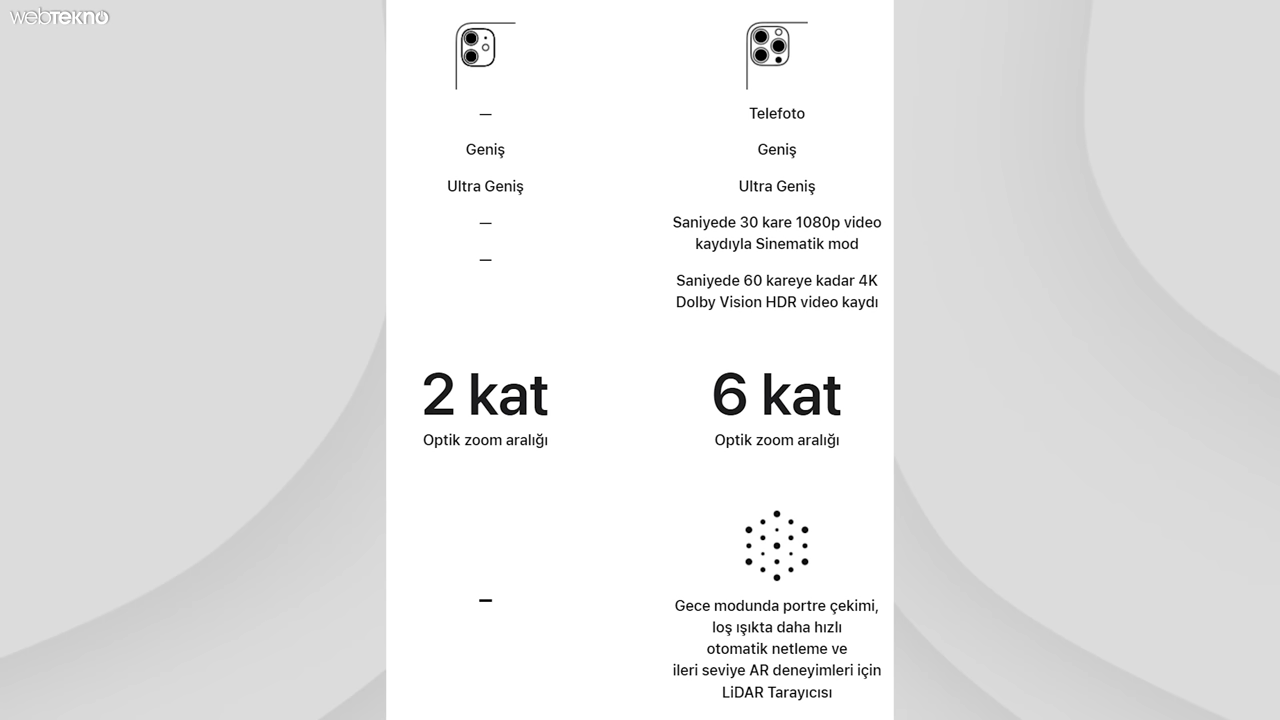 webtekno
—
Geniş
Ultra Geniş
—
—
2 kat
Optik zoom aralığı
–
Telefoto
Geniş
Ultra Geniş
Saniyede 30 kare 1080p video
kaydıyla Sinematik mod
Saniyede 60 kareye kadar 4K
Dolby Vision HDR video kaydı
6 kat
Optik zoom aralığı
Gece modunda portre çekimi,
loş ışıkta daha hızlı
otomatik netleme ve
ileri seviye AR deneyimleri için
LiDAR Tarayıcısı